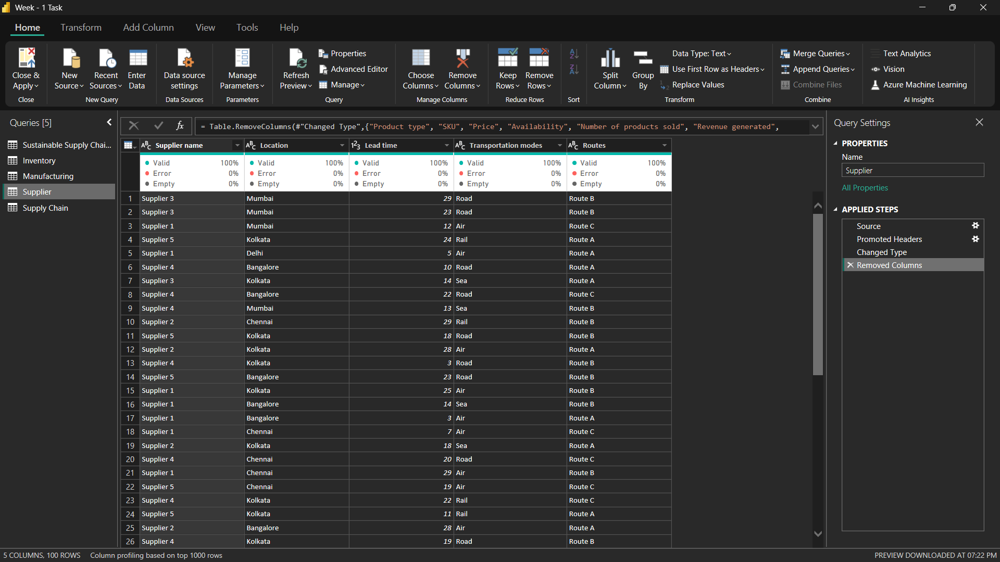 Week - 1 Task
Home Transform Add Column View Tools Help
Close & Apply
Close
New Source
Recent Sources
Enter Data
New Query
Data source settings
Data Sources
Manage Parameters
Parameters
Refresh Preview
Properties
Advanced Editor
Manage
Query
Choose Columns
Remove Columns
Manage Columns
Keep Rows
Remove Rows
Reduce Rows
Sort
Split Column
Group By
Data Type: Text
Use First Row as Headers
Replace Values
Transform
Merge Queries
Append Queries
Combine Files
Combine
Text Analytics
Vision
Azure Machine Learning
AI Insights
Queries [5]
Sustainable Supply Chai...
Inventory
Manufacturing
Supplier
Supply Chain
fx = Table.RemoveColumns(#"Changed Type",{"Product type", "SKU", "Price", "Availability", "Number of products sold", "Revenue generated",
ABC Supplier name ABC Location 123 Lead time ABC Transportation modes ABC Routes
Valid 100% Valid 100% Valid 100% Valid 100% Valid 100%
Error 0% Error 0% Error 0% Error 0% Error 0%
Empty 0% Empty 0% Empty 0% Empty 0% Empty 0%
1 Supplier 3 Mumbai 29 Road Route B
2 Supplier 3 Mumbai 23 Road Route B
3 Supplier 1 Mumbai 12 Air Route C
4 Supplier 5 Kolkata 24 Rail Route A
5 Supplier 1 Delhi 5 Air Route A
6 Supplier 4 Bangalore 10 Road Route A
7 Supplier 3 Kolkata 14 Sea Route A
8 Supplier 4 Bangalore 22 Road Route C
9 Supplier 4 Mumbai 13 Sea Route B
10 Supplier 2 Chennai 29 Rail Route B
11 Supplier 5 Kolkata 18 Road Route B
12 Supplier 2 Kolkata 28 Air Route A
13 Supplier 4 Kolkata 3 Road Route B
14 Supplier 5 Bangalore 23 Road Route B
15 Supplier 1 Kolkata 25 Air Route B
16 Supplier 1 Bangalore 14 Sea Route B
17 Supplier 1 Bangalore 3 Air Route A
18 Supplier 1 Chennai 7 Air Route C
19 Supplier 2 Kolkata 18 Sea Route A
20 Supplier 4 Chennai 20 Road Route C
21 Supplier 1 Chennai 29 Air Route B
22 Supplier 5 Chennai 19 Air Route C
23 Supplier 4 Kolkata 22 Rail Route C
24 Supplier 5 Kolkata 11 Rail Route A
25 Supplier 2 Bangalore 28 Air Route A
26 Supplier 4 Kolkata 19 Road Route B
Query Settings
PROPERTIES
Name
Supplier
All Properties
APPLIED STEPS
Source
Promoted Headers
Changed Type
Removed Columns
5 COLUMNS, 100 ROWS Column profiling based on top 1000 rows PREVIEW DOWNLOADED AT 07:22 PM